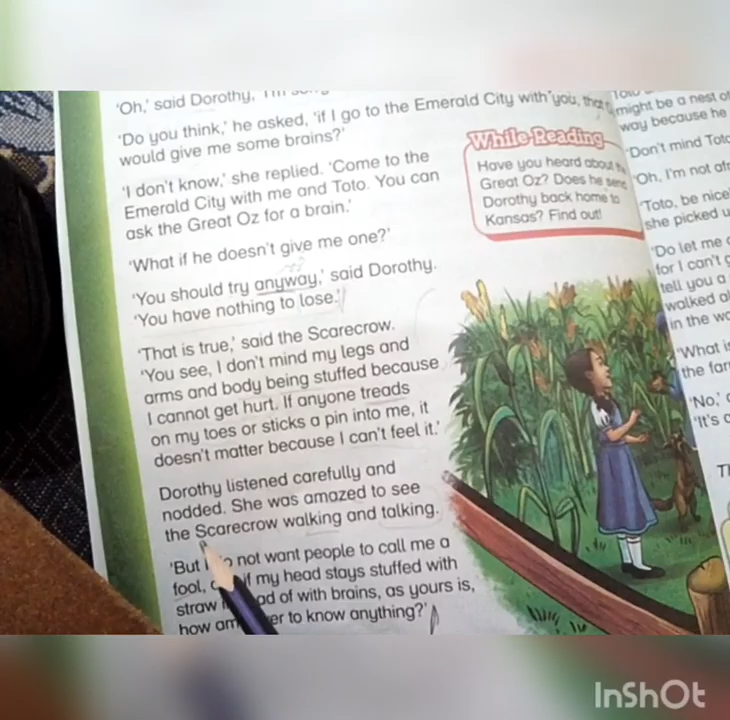 'Oh,' said Dorothy,
'Do you think,' he asked, 'if I go to the Emerald City with you, that
would give me some brains?'
'I don't know,' she replied. 'Come to the
Emerald City with me and Toto. You can
ask the Great Oz for a brain.'
'What if he doesn't give me one?'
'You should try anyway,' said Dorothy.
'You have nothing to lose.'
'That is true,' said the Scarecrow.
'You see, I don't mind my legs and
arms and body being stuffed because
I cannot get hurt. If anyone treads
on my toes or sticks a pin into me, it
doesn't matter because I can't feel it.'
Dorothy listened carefully and
nodded. She was amazed to see
the Scarecrow walking and talking.
'But I do not want people to call me a
fool, if my head stays stuffed with
straw of with brains, as yours is,
how am to know anything?'
While-Reading
Have you heard about the
Great Oz? Does he send
Dorothy back home to
Kansas? Find out!
might be a nest of
way because he
'Don't mind Toto
'Oh, I'm not
'Toto, be nice
she picked
'Do let me
for I can't
tell you a
walked
in the
'What
the
'No,'
'It's
InShOt